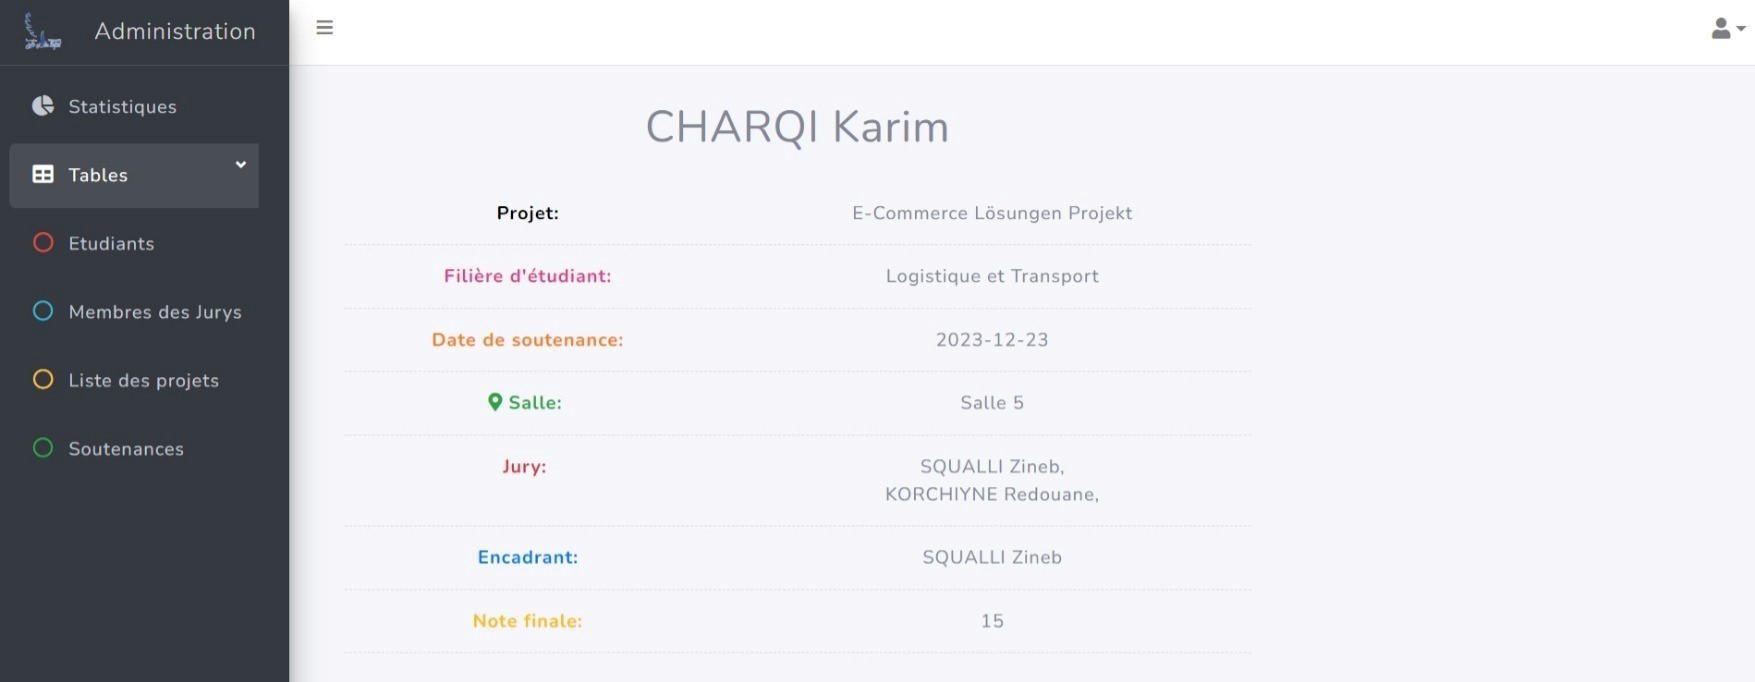 Administration
Statistiques
Tables
Etudiants
Membres des Jurys
Liste des projets
Soutenances
CHARQI Karim
Projet: E-Commerce Lösungen Projekt
Filière d'étudiant: Logistique et Transport
Date de soutenance: 2023-12-23
Salle: Salle 5
Jury: SQUALLI Zineb,
KORCHIYNE Redouane,
Encadrant: SQUALLI Zineb
Note finale: 15